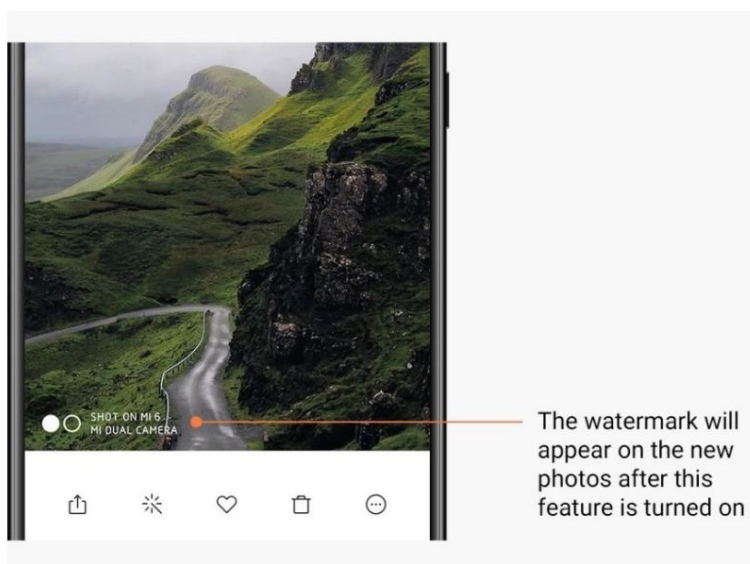 SHOT ON MI 6
MI DUAL CAMERA
The watermark will
appear on the new
photos after this
feature is turned on